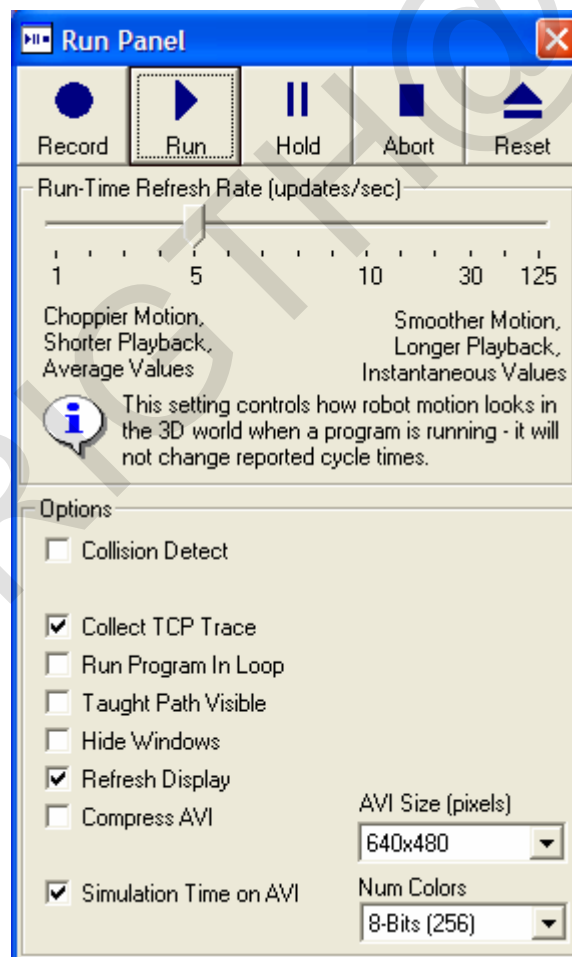 Run Panel
Record Run Hold Abort Reset
Run-Time Refresh Rate (updates/sec)
1 5 10 30 125
Choppier Motion, Smoother Motion,
Shorter Playback, Longer Playback,
Average Values Instantaneous Values
This setting controls how robot motion looks in
the 3D world when a program is running - it will
not change reported cycle times.
Options
Collision Detect
Collect TCP Trace
Run Program In Loop
Taught Path Visible
Hide Windows
Refresh Display
Compress AVI
AVI Size (pixels)
640x480
Simulation Time on AVI
Num Colors
8-Bits (256)
RIGTH@